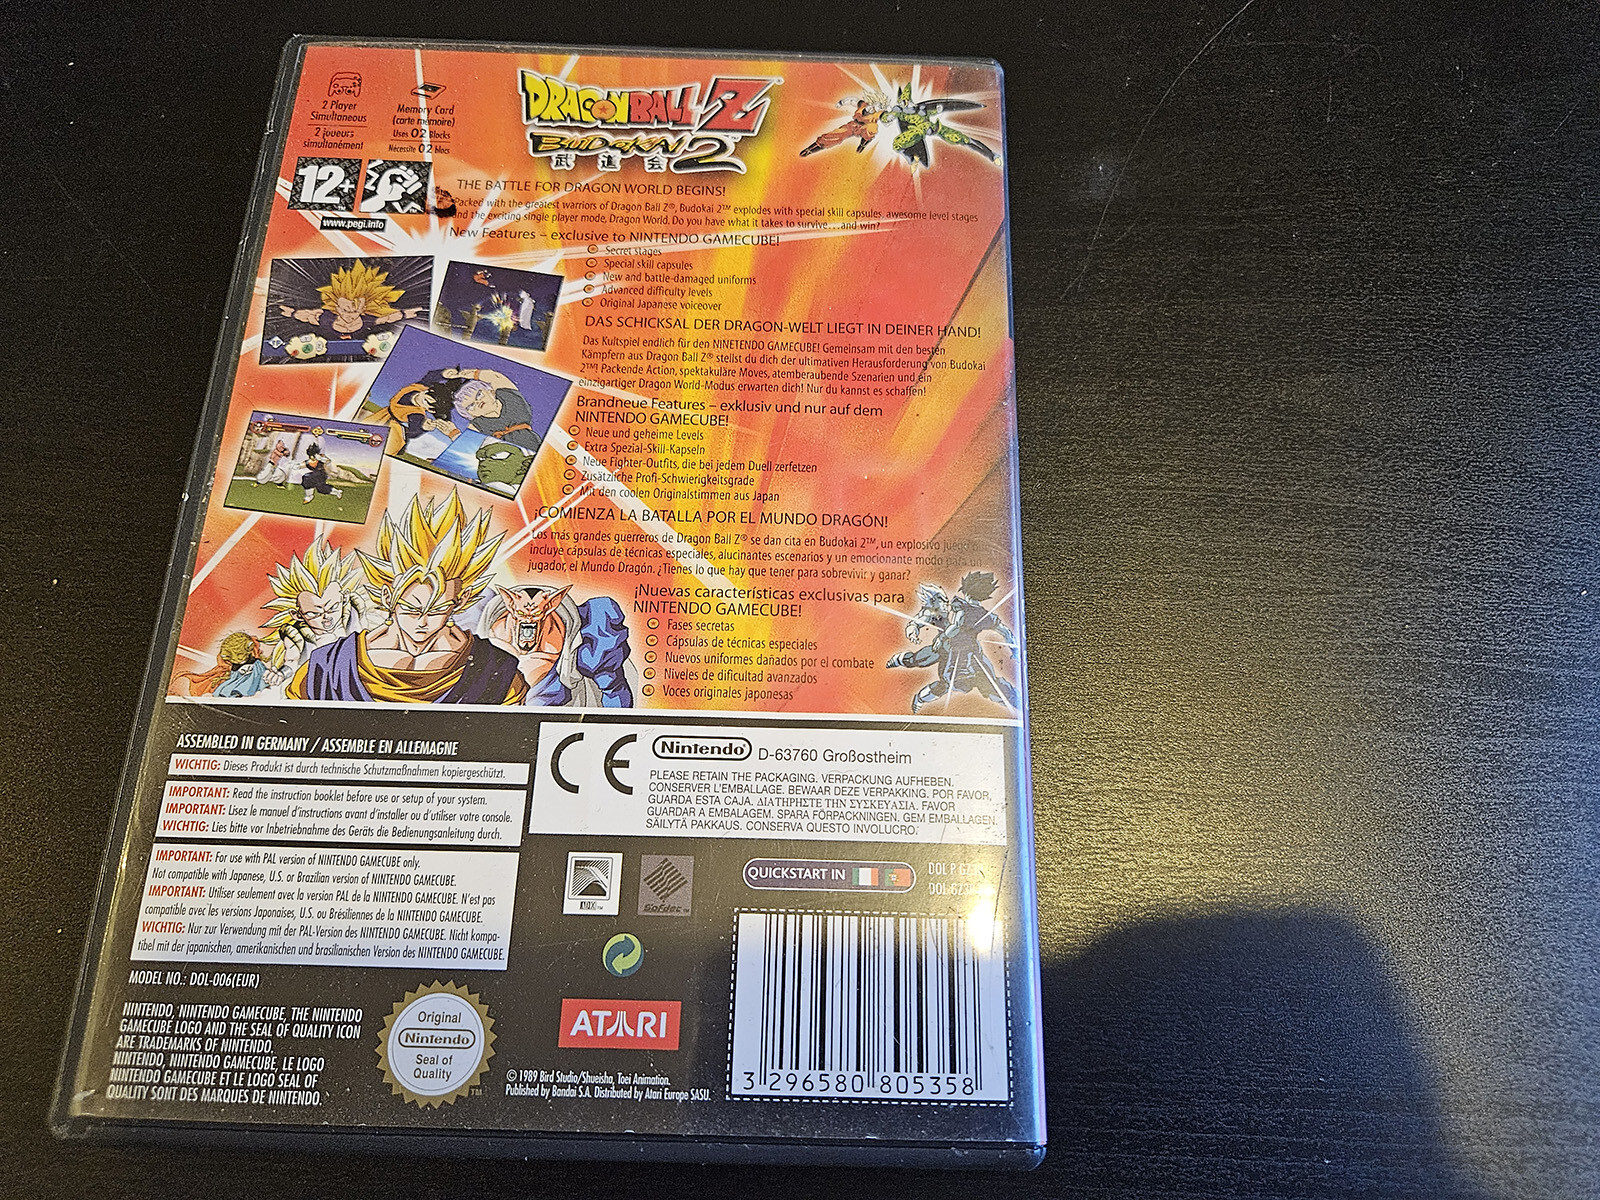 2 Player
Simultaneous
2 joueurs
simultanément
Memory Card
(carte mémoire)
Uses 02 Blocks
Nécessite 02 blocs
DRAGONBALL Z
BUDOKAI 2
武道会
12+
www.pegi.info
THE BATTLE FOR DRAGON WORLD BEGINS!
Packed with the greatest warriors of Dragon Ball Z®, Budokai 2™ explodes with special skill capsules, awesome level stages
and the exciting single player mode, Dragon World. Do you have what it takes to survive...and win?
New Features – exclusive to NINTENDO GAMECUBE!
Secret stages
Special skill capsules
New and battle-damaged uniforms
Advanced difficulty levels
Original Japanese voiceover
DAS SCHICKSAL DER DRAGON-WELT LIEGT IN DEINER HAND!
Das Kultspiel endlich für den NINETENDO GAMECUBE! Gemeinsam mit den besten
Kämpfern aus Dragon Ball Z® stellst du dich der ultimativen Herausforderung von Budokai
2™! Packende Action, spektakuläre Moves, atemberaubende Szenarien und ein
einzigartiger Dragon World-Modus erwarten dich! Nur du kannst es schaffen!
Brandneue Features – exklusiv und nur auf dem
NINTENDO GAMECUBE!
Neue und geheime Levels
Extra Spezial-Skill-Kapseln
Neue Fighter-Outfits, die bei jedem Duell zerfetzen
Zusätzliche Profi-Schwierigkeitsgrade
Mit den coolen Originalstimmen aus Japan
¡COMIENZA LA BATALLA POR EL MUNDO DRAGÓN!
Los más grandes guerreros de Dragon Ball Z® se dan cita en Budokai 2™, un explosivo juego que
incluye cápsulas de técnicas especiales, alucinantes escenarios y un emocionante modo para un
jugador, el Mundo Dragón. ¿Tienes lo que hay que tener para sobrevivir y ganar?
¡Nuevas características exclusivas para
NINTENDO GAMECUBE!
Fases secretas
Cápsulas de técnicas especiales
Nuevos uniformes dañados por el combate
Niveles de dificultad avanzados
Voces originales japonesas
ASSEMBLED IN GERMANY / ASSEMBLE EN ALLEMAGNE
WICHTIG: Dieses Produkt ist durch technische Schutzmaßnahmen kopiergeschützt.
IMPORTANT: Read the instruction booklet before use or setup of your system.
IMPORTANT: Lisez le manuel d'instructions avant d'installer ou d'utiliser votre console.
WICHTIG: Lies bitte vor Inbetriebnahme des Geräts die Bedienungsanleitung durch.
IMPORTANT: For use with PAL version of NINTENDO GAMECUBE only.
Not compatible with Japanese, U.S. or Brazilian version of NINTENDO GAMECUBE.
IMPORTANT: Utiliser seulement avec la version PAL de la NINTENDO GAMECUBE. N'est pas
compatible avec les versions Japonaises, U.S. ou Brésiliennes de la NINTENDO GAMECUBE.
WICHTIG: Nur zur Verwendung mit der PAL-Version des NINTENDO GAMECUBE. Nicht kompa-
tibel mit der japanischen, amerikanischen und brasilianischen Version des NINTENDO GAMECUBE.
MODEL NO.: DOL-006(EUR)
NINTENDO, NINTENDO GAMECUBE, THE NINTENDO
GAMECUBE LOGO AND THE SEAL OF QUALITY ICON
ARE TRADEMARKS OF NINTENDO.
NINTENDO, NINTENDO GAMECUBE, LE LOGO
NINTENDO GAMECUBE ET LE LOGO SEAL OF
QUALITY SONT DES MARQUES DE NINTENDO.
Original
Nintendo
Seal of
Quality
TM
CE
Nintendo
D-63760 Großostheim
PLEASE RETAIN THE PACKAGING. VERPACKUNG AUFHEBEN.
CONSERVER L'EMBALLAGE. BEWAAR DEZE VERPAKKING. POR FAVOR,
GUARDA ESTA CAJA. ΔΙΑΤΗΡΗΣΤΕ ΤΗΝ ΣΥΣΚΕΥΑΣΙΑ. FAVOR
GUARDAR A EMBALAGEM. SPARA FÖRPACKNINGEN. GEM EMBALLAGEN.
SÄILYTÄ PAKKAUS. CONSERVA QUESTO INVOLUCRO.
ADX™
Sofdec™
QUICKSTART IN
DOL P
DOL
ATARI
© 1989 Bird Studio/Shueisha, Toei Animation.
Published by Bandai S.A. Distributed by Atari Europe SASU.
3 296580 805358